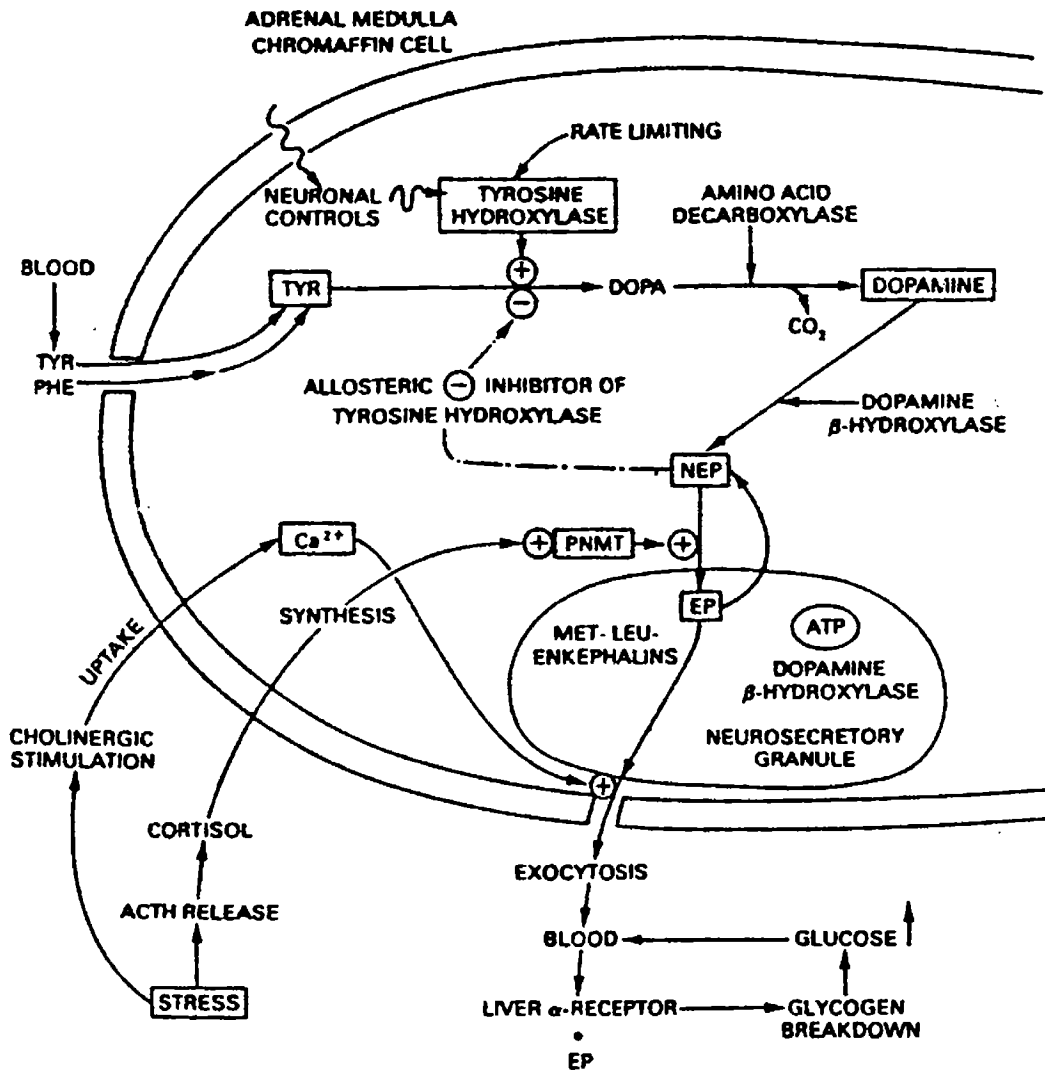 ADRENAL MEDULLA
CHROMAFFIN CELL
RATE LIMITING
NEURONAL
CONTROLS
TYROSINE
HYDROXYLASE
AMINO ACID
DECARBOXYLASE
BLOOD
TYR
+
−
DOPA
DOPAMINE
CO₂
TYR
PHE
ALLOSTERIC − INHIBITOR OF
TYROSINE HYDROXYLASE
DOPAMINE
β-HYDROXYLASE
NEP
Ca²⁺
+ PNMT +
SYNTHESIS
UPTAKE
EP
MET- LEU-
ENKEPHALINS
ATP
DOPAMINE
β-HYDROXYLASE
NEUROSECRETORY
GRANULE
CHOLINERGIC
STIMULATION
+
CORTISOL
EXOCYTOSIS
ACTH RELEASE
BLOOD
GLUCOSE
STRESS
LIVER α-RECEPTOR
GLYCOGEN
BREAKDOWN
•
EP